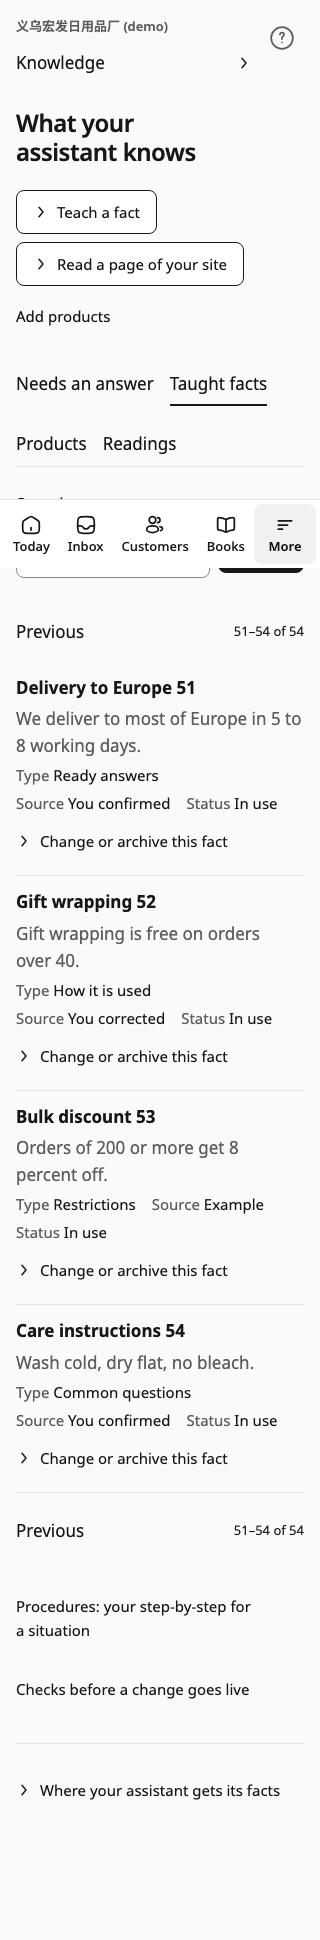 义乌宏发日用品厂 (demo)
Knowledge
What your
assistant knows
Teach a fact
Read a page of your site
Add products
Needs an answer Taught facts
Products Readings
Today Inbox Customers Books More
Previous 51–54 of 54
Delivery to Europe 51
We deliver to most of Europe in 5 to
8 working days.
Type Ready answers
Source You confirmed Status In use
Change or archive this fact
Gift wrapping 52
Gift wrapping is free on orders
over 40.
Type How it is used
Source You corrected Status In use
Change or archive this fact
Bulk discount 53
Orders of 200 or more get 8
percent off.
Type Restrictions Source Example
Status In use
Change or archive this fact
Care instructions 54
Wash cold, dry flat, no bleach.
Type Common questions
Source You confirmed Status In use
Change or archive this fact
Previous 51–54 of 54
Procedures: your step-by-step for
a situation
Checks before a change goes live
Where your assistant gets its facts